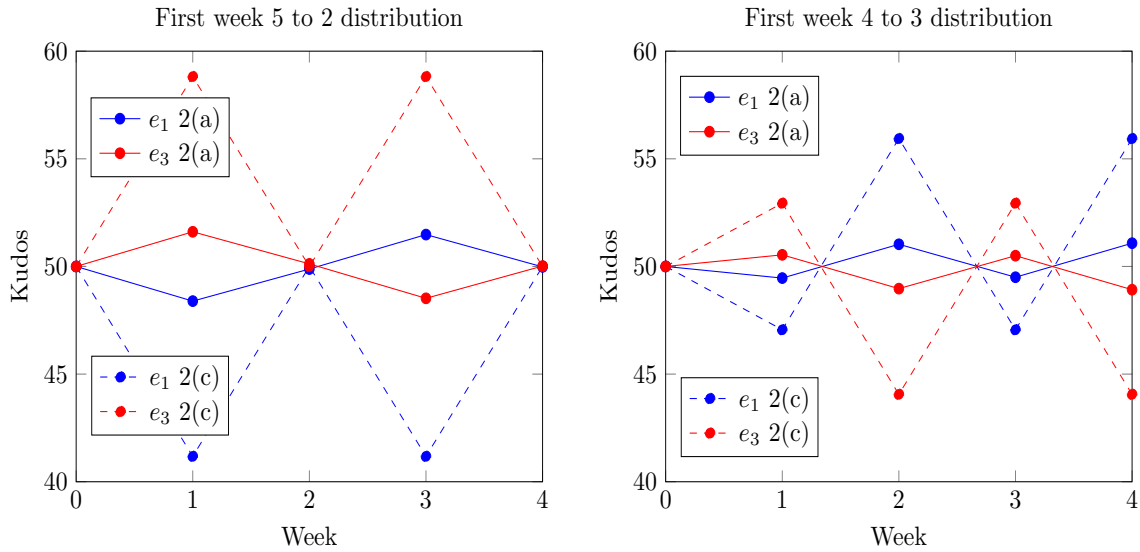 First week 5 to 2 distribution
60
55
50
45
40
Kudos
e₁ 2(a)
e₃ 2(a)
e₁ 2(c)
e₃ 2(c)
0 1 2 3 4
Week
First week 4 to 3 distribution
60
55
50
45
40
Kudos
e₁ 2(a)
e₃ 2(a)
e₁ 2(c)
e₃ 2(c)
0 1 2 3 4
Week